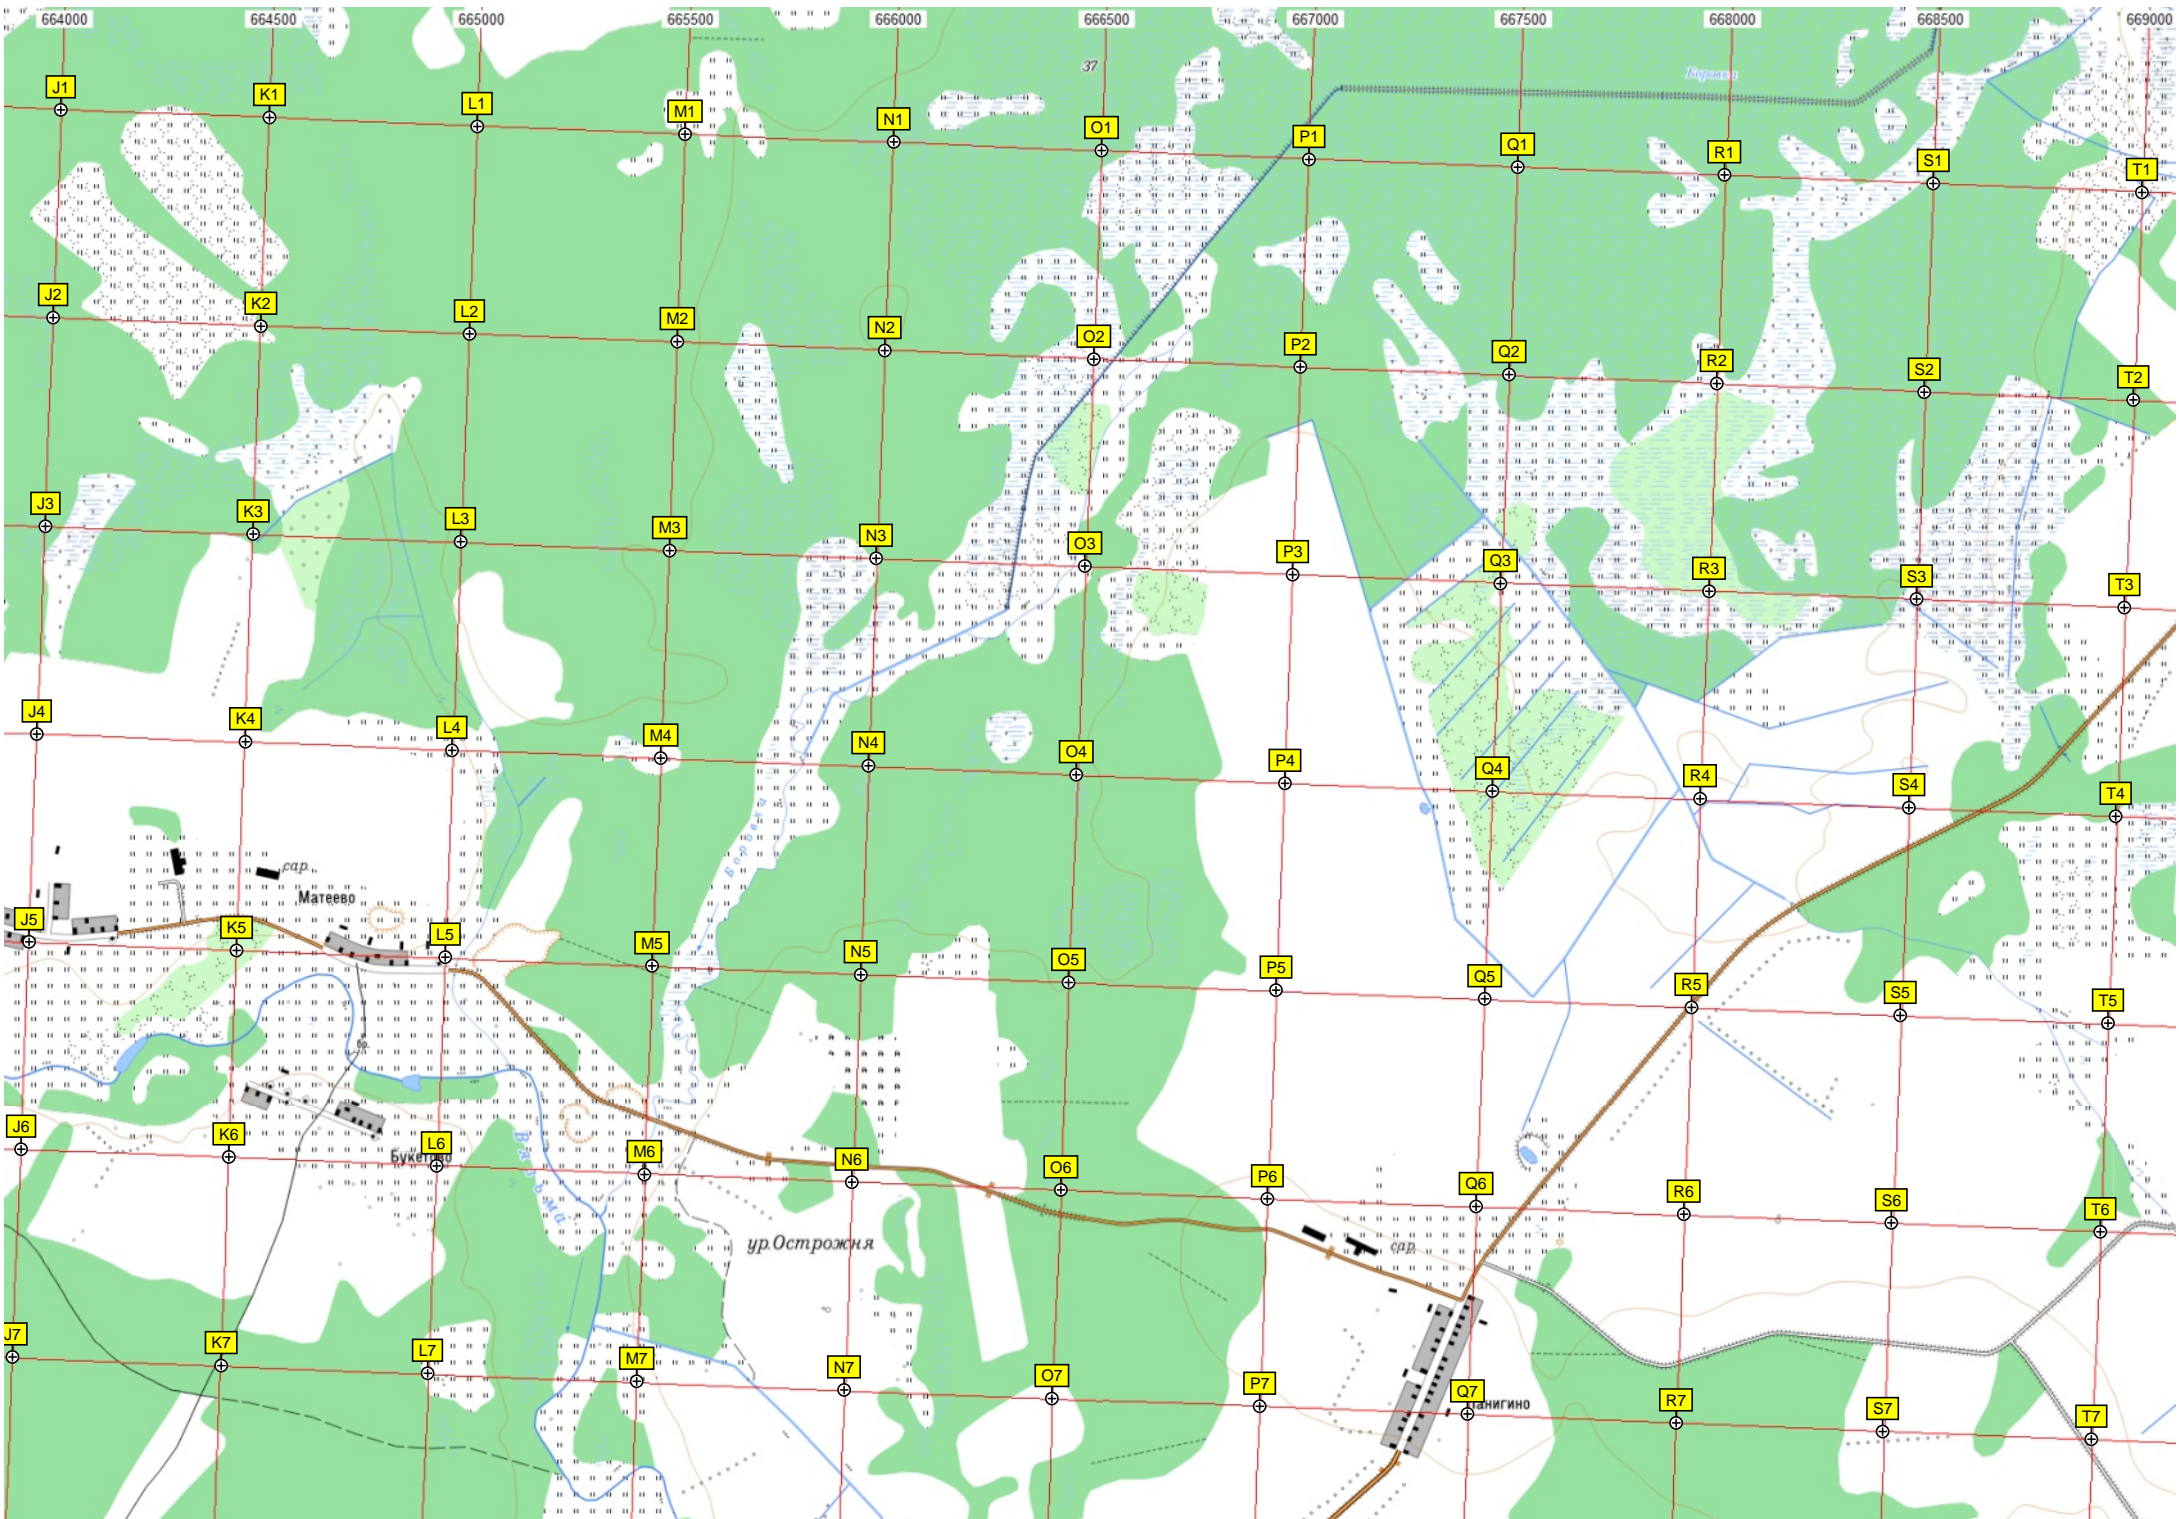 664000 664500 665000 665500 666000 666500 667000 667500 668000 668500 669000
37
Боровка
J1 K1 L1 M1 N1 O1 P1 Q1 R1 S1 T1
J2 K2 L2 M2 N2 O2 P2 Q2 R2 S2 T2
J3 K3 L3 M3 N3 O3 P3 Q3 R3 S3 T3
J4 K4 L4 M4 N4 O4 P4 Q4 R4 S4 T4
Боровка
сар.
Матеево
J5 K5 L5 M5 N5 O5 P5 Q5 R5 S5 T5
бр.
J6 K6 L6 M6 N6 O6 P6 Q6 R6 S6 T6
Букетово
Вязьма
ур.Острожня
сар.
J7 K7 L7 M7 N7 O7 P7 Q7 R7 S7 T7